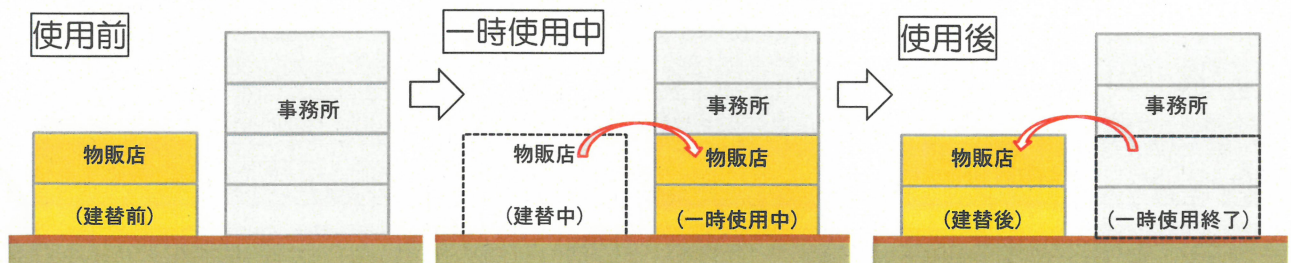 使用前
事務所
物販店
(建替前)
一時使用中
事務所
物販店
物販店
(建替中)
(一時使用中)
使用後
事務所
物販店
(建替後)
(一時使用終了)